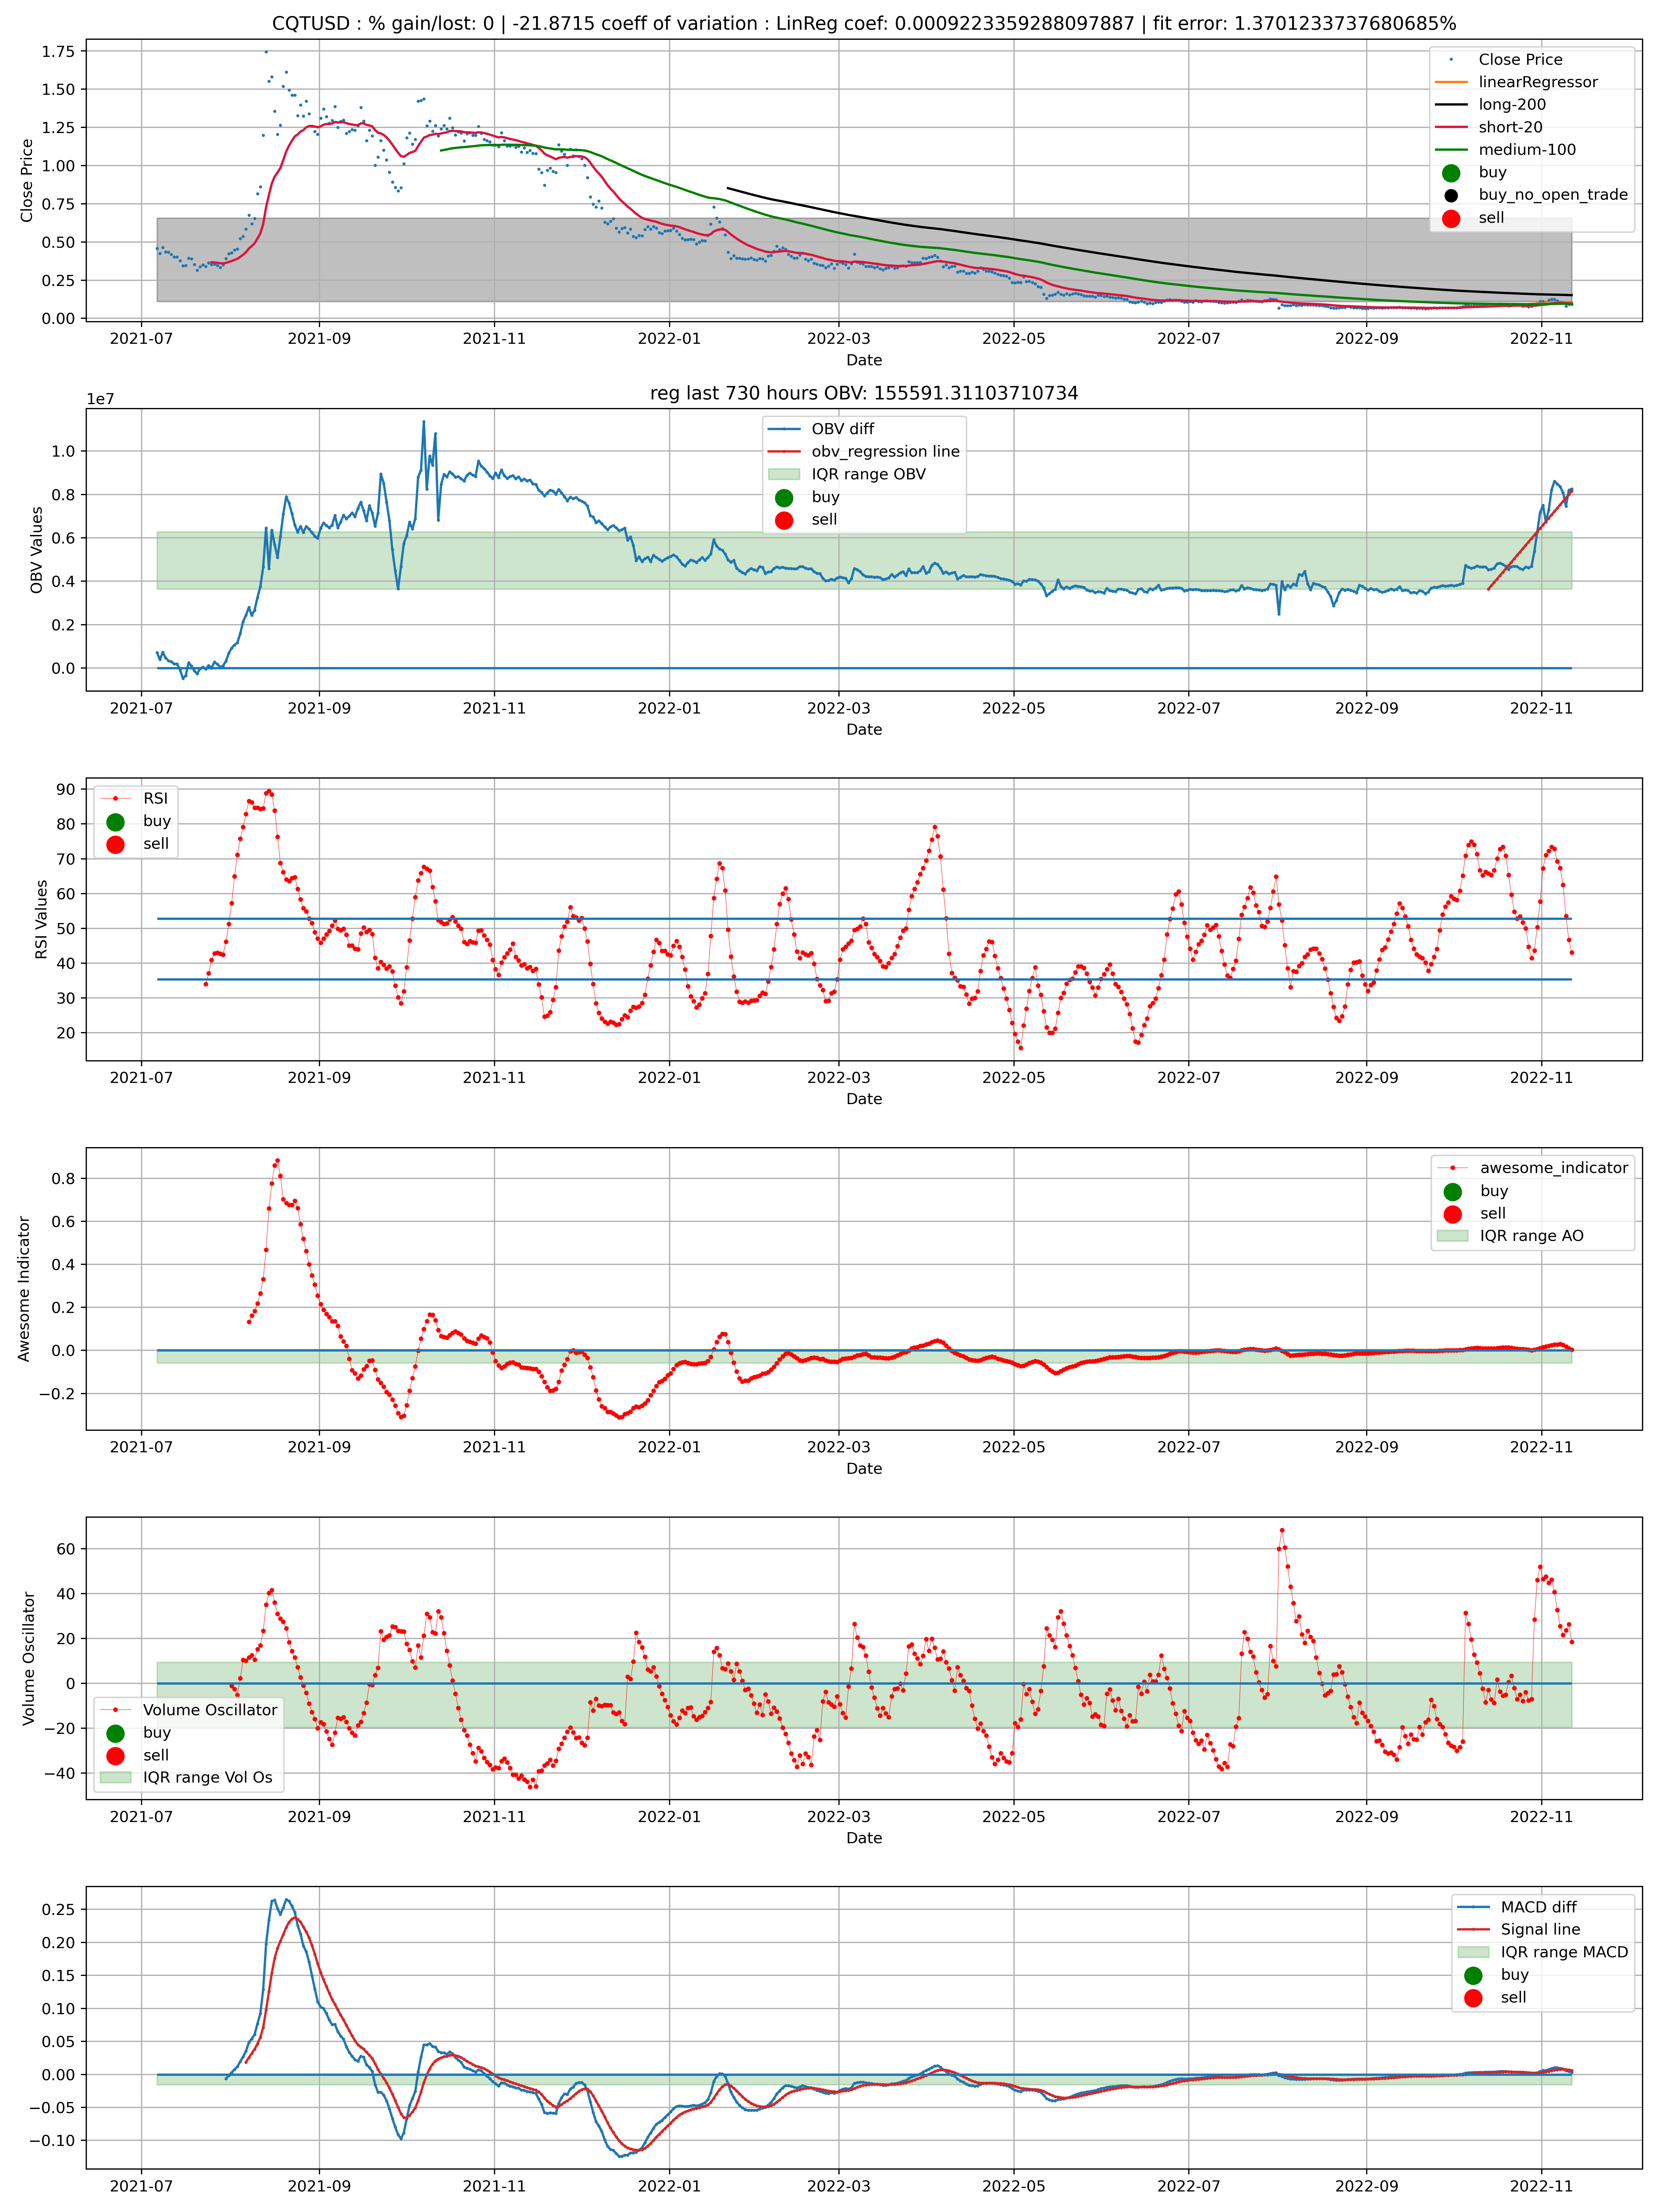 CQTUSD : % gain/lost: 0 | -21.8715 coeff of variation : LinReg coef: 0.0009223359288097887 | fit error: 1.3701233737680685%
1.75
1.50
1.25
1.00
0.75
0.50
0.25
0.00
Close Price
Close Price
linearRegressor
long-200
short-20
medium-100
buy
buy_no_open_trade
sell
2021-07 2021-09 2021-11 2022-01 2022-03 2022-05 2022-07 2022-09 2022-11
Date
reg last 730 hours OBV: 155591.31103710734
1e7
1.0
0.8
0.6
0.4
0.2
0.0
OBV Values
OBV diff
obv_regression line
IQR range OBV
buy
sell
2021-07 2021-09 2021-11 2022-01 2022-03 2022-05 2022-07 2022-09 2022-11
Date
90
80
70
60
50
40
30
20
RSI Values
RSI
buy
sell
2021-07 2021-09 2021-11 2022-01 2022-03 2022-05 2022-07 2022-09 2022-11
Date
0.8
0.6
0.4
0.2
0.0
−0.2
Awesome Indicator
awesome_indicator
buy
sell
IQR range AO
2021-07 2021-09 2021-11 2022-01 2022-03 2022-05 2022-07 2022-09 2022-11
Date
60
40
20
0
−20
−40
Volume Oscillator
Volume Oscillator
buy
sell
IQR range Vol Os
2021-07 2021-09 2021-11 2022-01 2022-03 2022-05 2022-07 2022-09 2022-11
Date
0.25
0.20
0.15
0.10
0.05
0.00
−0.05
−0.10
MACD diff
Signal line
IQR range MACD
buy
sell
2021-07 2021-09 2021-11 2022-01 2022-03 2022-05 2022-07 2022-09 2022-11